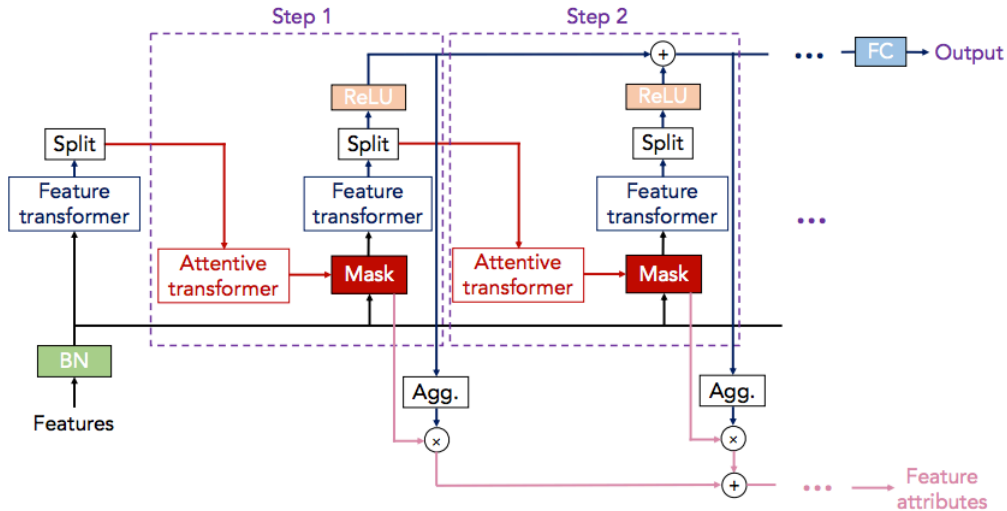 Step 1
Step 2
FC
Output
ReLU
ReLU
Split
Split
Split
Feature
transformer
Feature
transformer
Feature
transformer
Attentive
transformer
Mask
Attentive
transformer
Mask
BN
Agg.
Agg.
Features
×
×
+
+
Feature
attributes
...
...
...